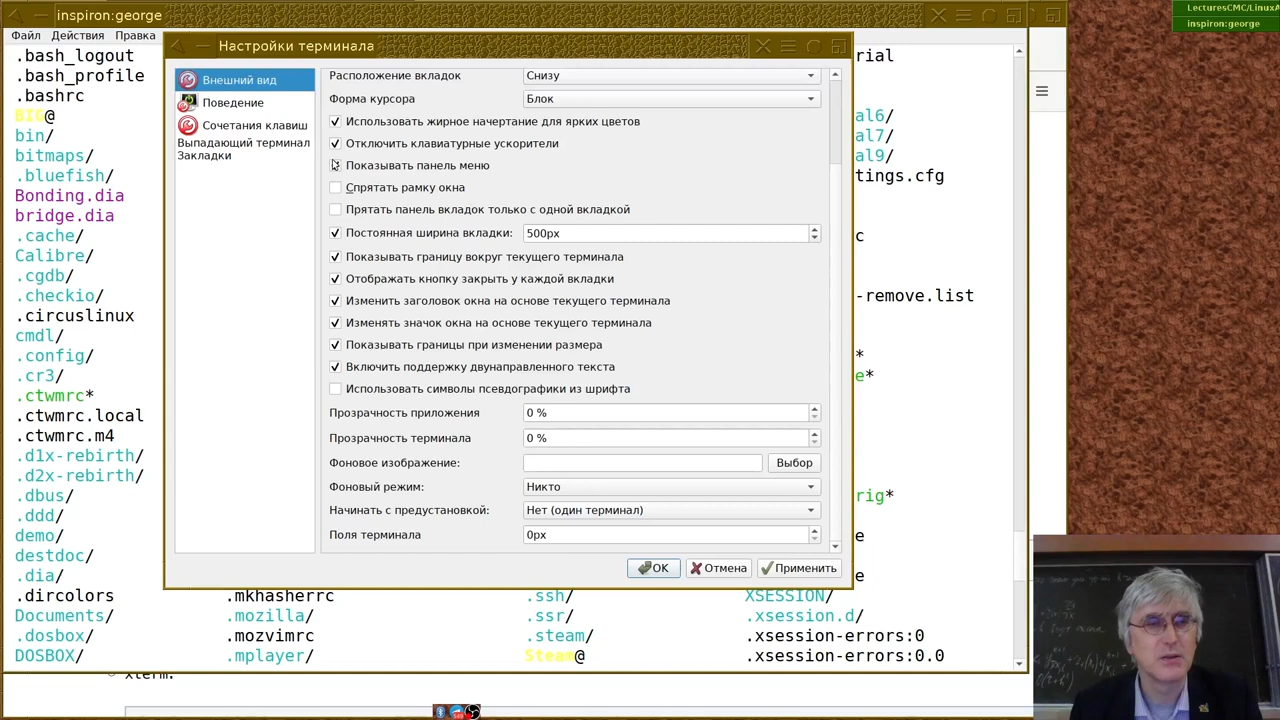 inspiron:george
LecturesCMC/LinuxA
inspiron:george
Файл Действия Правка
Настройки терминала
Внешний вид
Поведение
Сочетания клавиш
Выпадающий терминал
Закладки
Расположение вкладок Снизу
Форма курсора Блок
Использовать жирное начертание для ярких цветов
Отключить клавиатурные ускорители
Показывать панель меню
Спрятать рамку окна
Прятать панель вкладок только с одной вкладкой
Постоянная ширина вкладки: 500px
Показывать границу вокруг текущего терминала
Отображать кнопку закрыть у каждой вкладки
Изменить заголовок окна на основе текущего терминала
Изменять значок окна на основе текущего терминала
Показывать границы при изменении размера
Включить поддержку двунаправленного текста
Использовать символы псевдографики из шрифта
Прозрачность приложения 0 %
Прозрачность терминала 0 %
Фоновое изображение: Выбор
Фоновый режим: Никто
Начинать с предустановкой: Нет (один терминал)
Поля терминала 0px
OK Отмена Применить
.bash_logout rial
.bash_profile
.bashrc
BIG@ al6/
bin/ al7/
bitmaps/ al9/
.bluefish/ tings.cfg
Bonding.dia
bridge.dia
.cache/ c
Calibre/
.cgdb/
.checkio/ -remove.list
.circuslinux
cmdl/
.config/ *
.cr3/ e*
.ctwmrc*
.ctwmrc.local
.ctwmrc.m4
.d1x-rebirth/
.d2x-rebirth/
.dbus/ rig*
.ddd/
demo/ e
destdoc/
.dia/ e
.dircolors .mkhasherrc .ssh/ XSESSION/
Documents/ .mozilla/ .ssr/ .xsession.d/
.dosbox/ .mozvimrc .steam/ .xsession-errors:0
DOSBOX/ .mplayer/ Steam@ .xsession-errors:0.0
xterm.